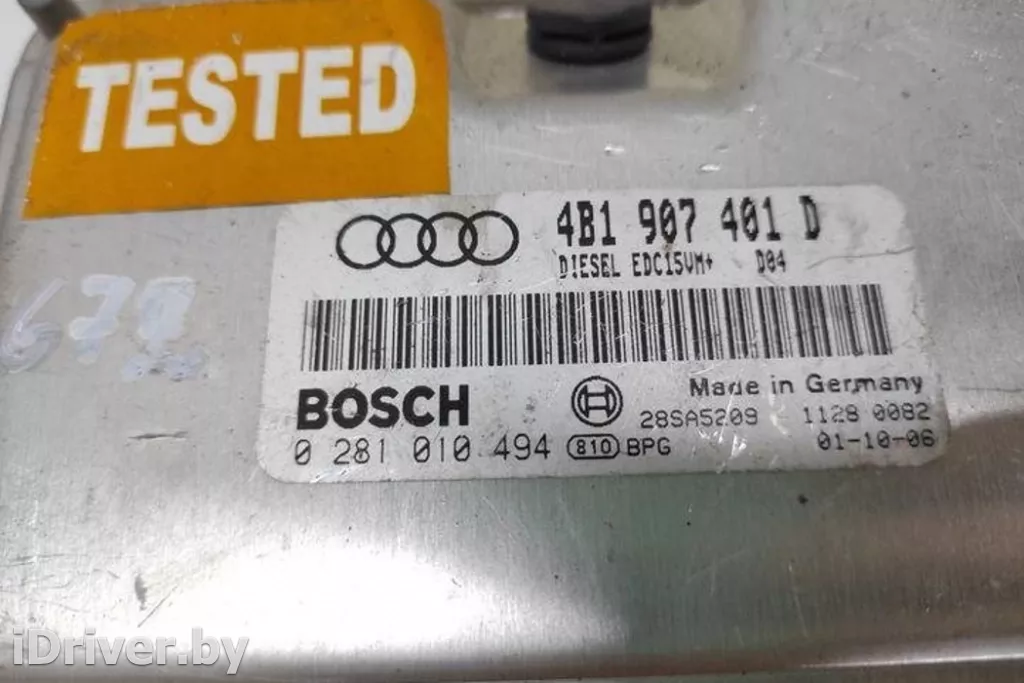 TESTED
4B1 907 401 D
DIESEL EDC15VM+ D04
BOSCH
Made in Germany
28SA5209 1128 0082
0 281 010 494 810 BPG
01-10-06
iDriver.by